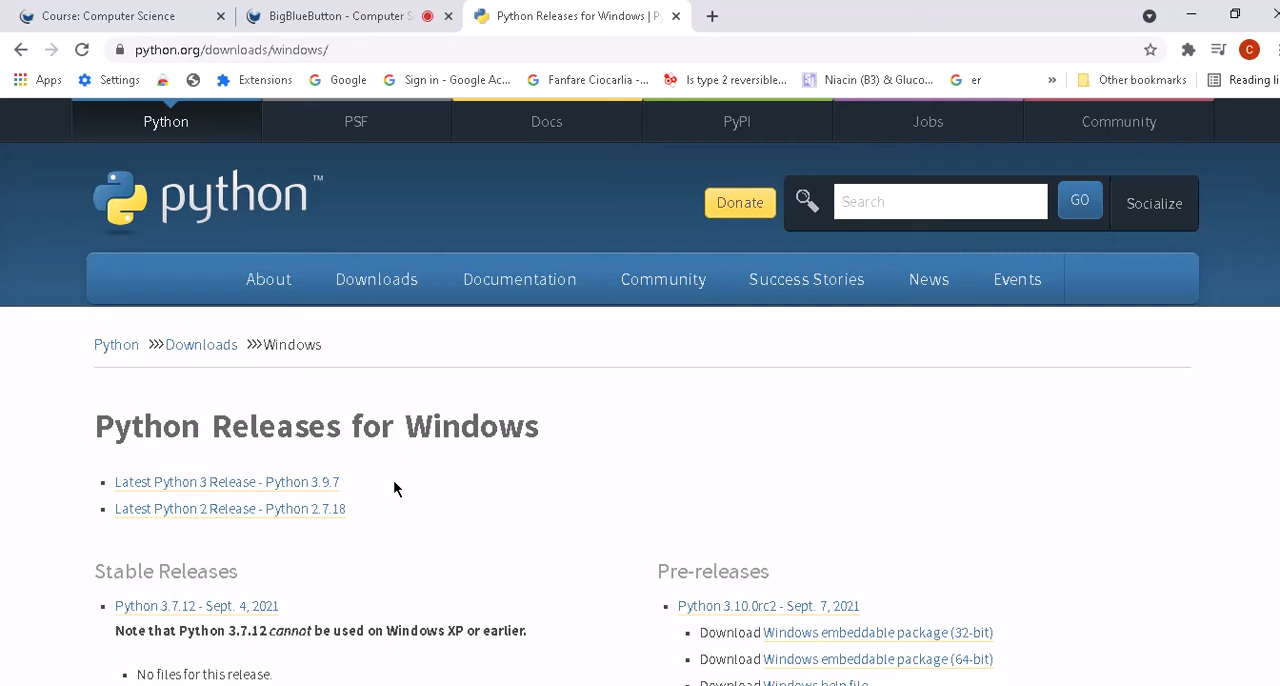 Course: Computer Science
BigBlueButton - Computer S
Python Releases for Windows | P
python.org/downloads/windows/
C
Apps
Settings
Extensions
Google
Sign in - Google Ac...
Fanfare Ciocarlia -...
Is type 2 reversible...
Niacin (B3) & Gluco...
er
»
Other bookmarks
Reading li
Python
PSF
Docs
PyPI
Jobs
Community
python™
Donate
Search
GO
Socialize
About
Downloads
Documentation
Community
Success Stories
News
Events
Python >>> Downloads >>> Windows
Python Releases for Windows
Latest Python 3 Release - Python 3.9.7
Latest Python 2 Release - Python 2.7.18
Stable Releases
Python 3.7.12 - Sept. 4, 2021
Note that Python 3.7.12 cannot be used on Windows XP or earlier.
No files for this release.
Pre-releases
Python 3.10.0rc2 - Sept. 7, 2021
Download Windows embeddable package (32-bit)
Download Windows embeddable package (64-bit)
Download Windows help file